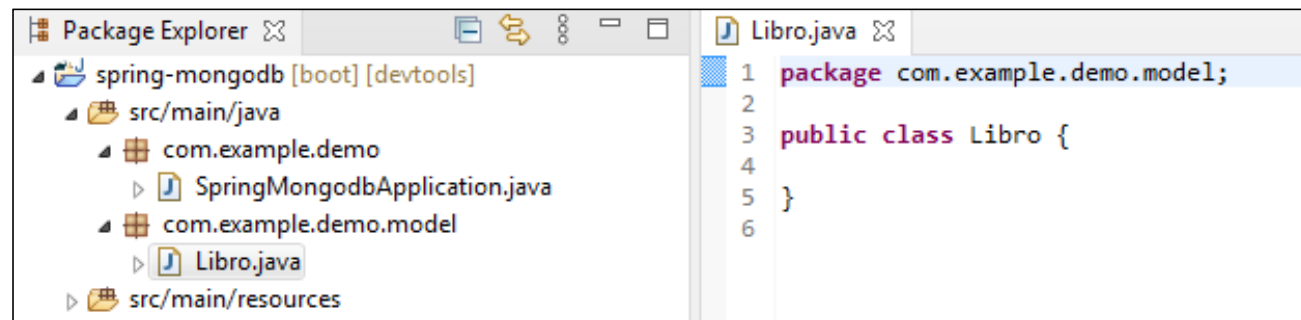 Package Explorer
spring-mongodb [boot] [devtools]
src/main/java
com.example.demo
SpringMongodbApplication.java
com.example.demo.model
Libro.java
src/main/resources
Libro.java
1 package com.example.demo.model;
2
3 public class Libro {
4
5 }
6